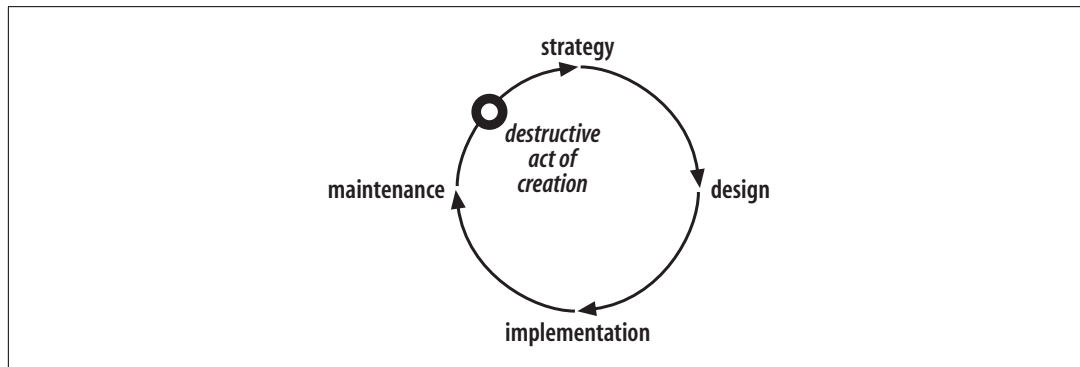 strategy
destructive
act of
creation
maintenance
design
implementation